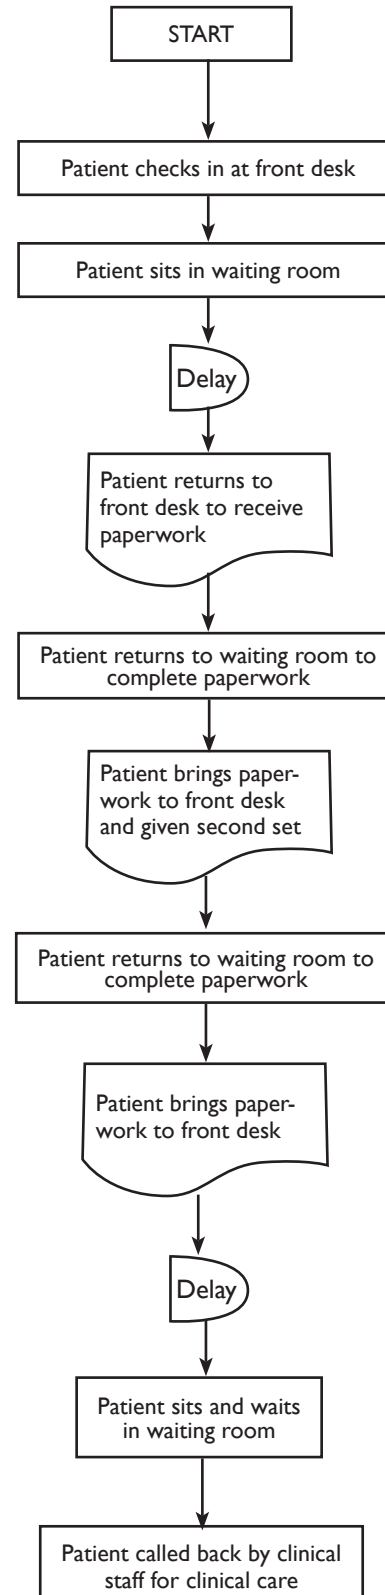 START
Patient checks in at front desk
Patient sits in waiting room
Delay
Patient returns to
front desk to receive
paperwork
Patient returns to waiting room to
complete paperwork
Patient brings paper-
work to front desk
and given second set
Patient returns to waiting room to
complete paperwork
Patient brings paper-
work to front desk
Delay
Patient sits and waits
in waiting room
Patient called back by clinical
staff for clinical care